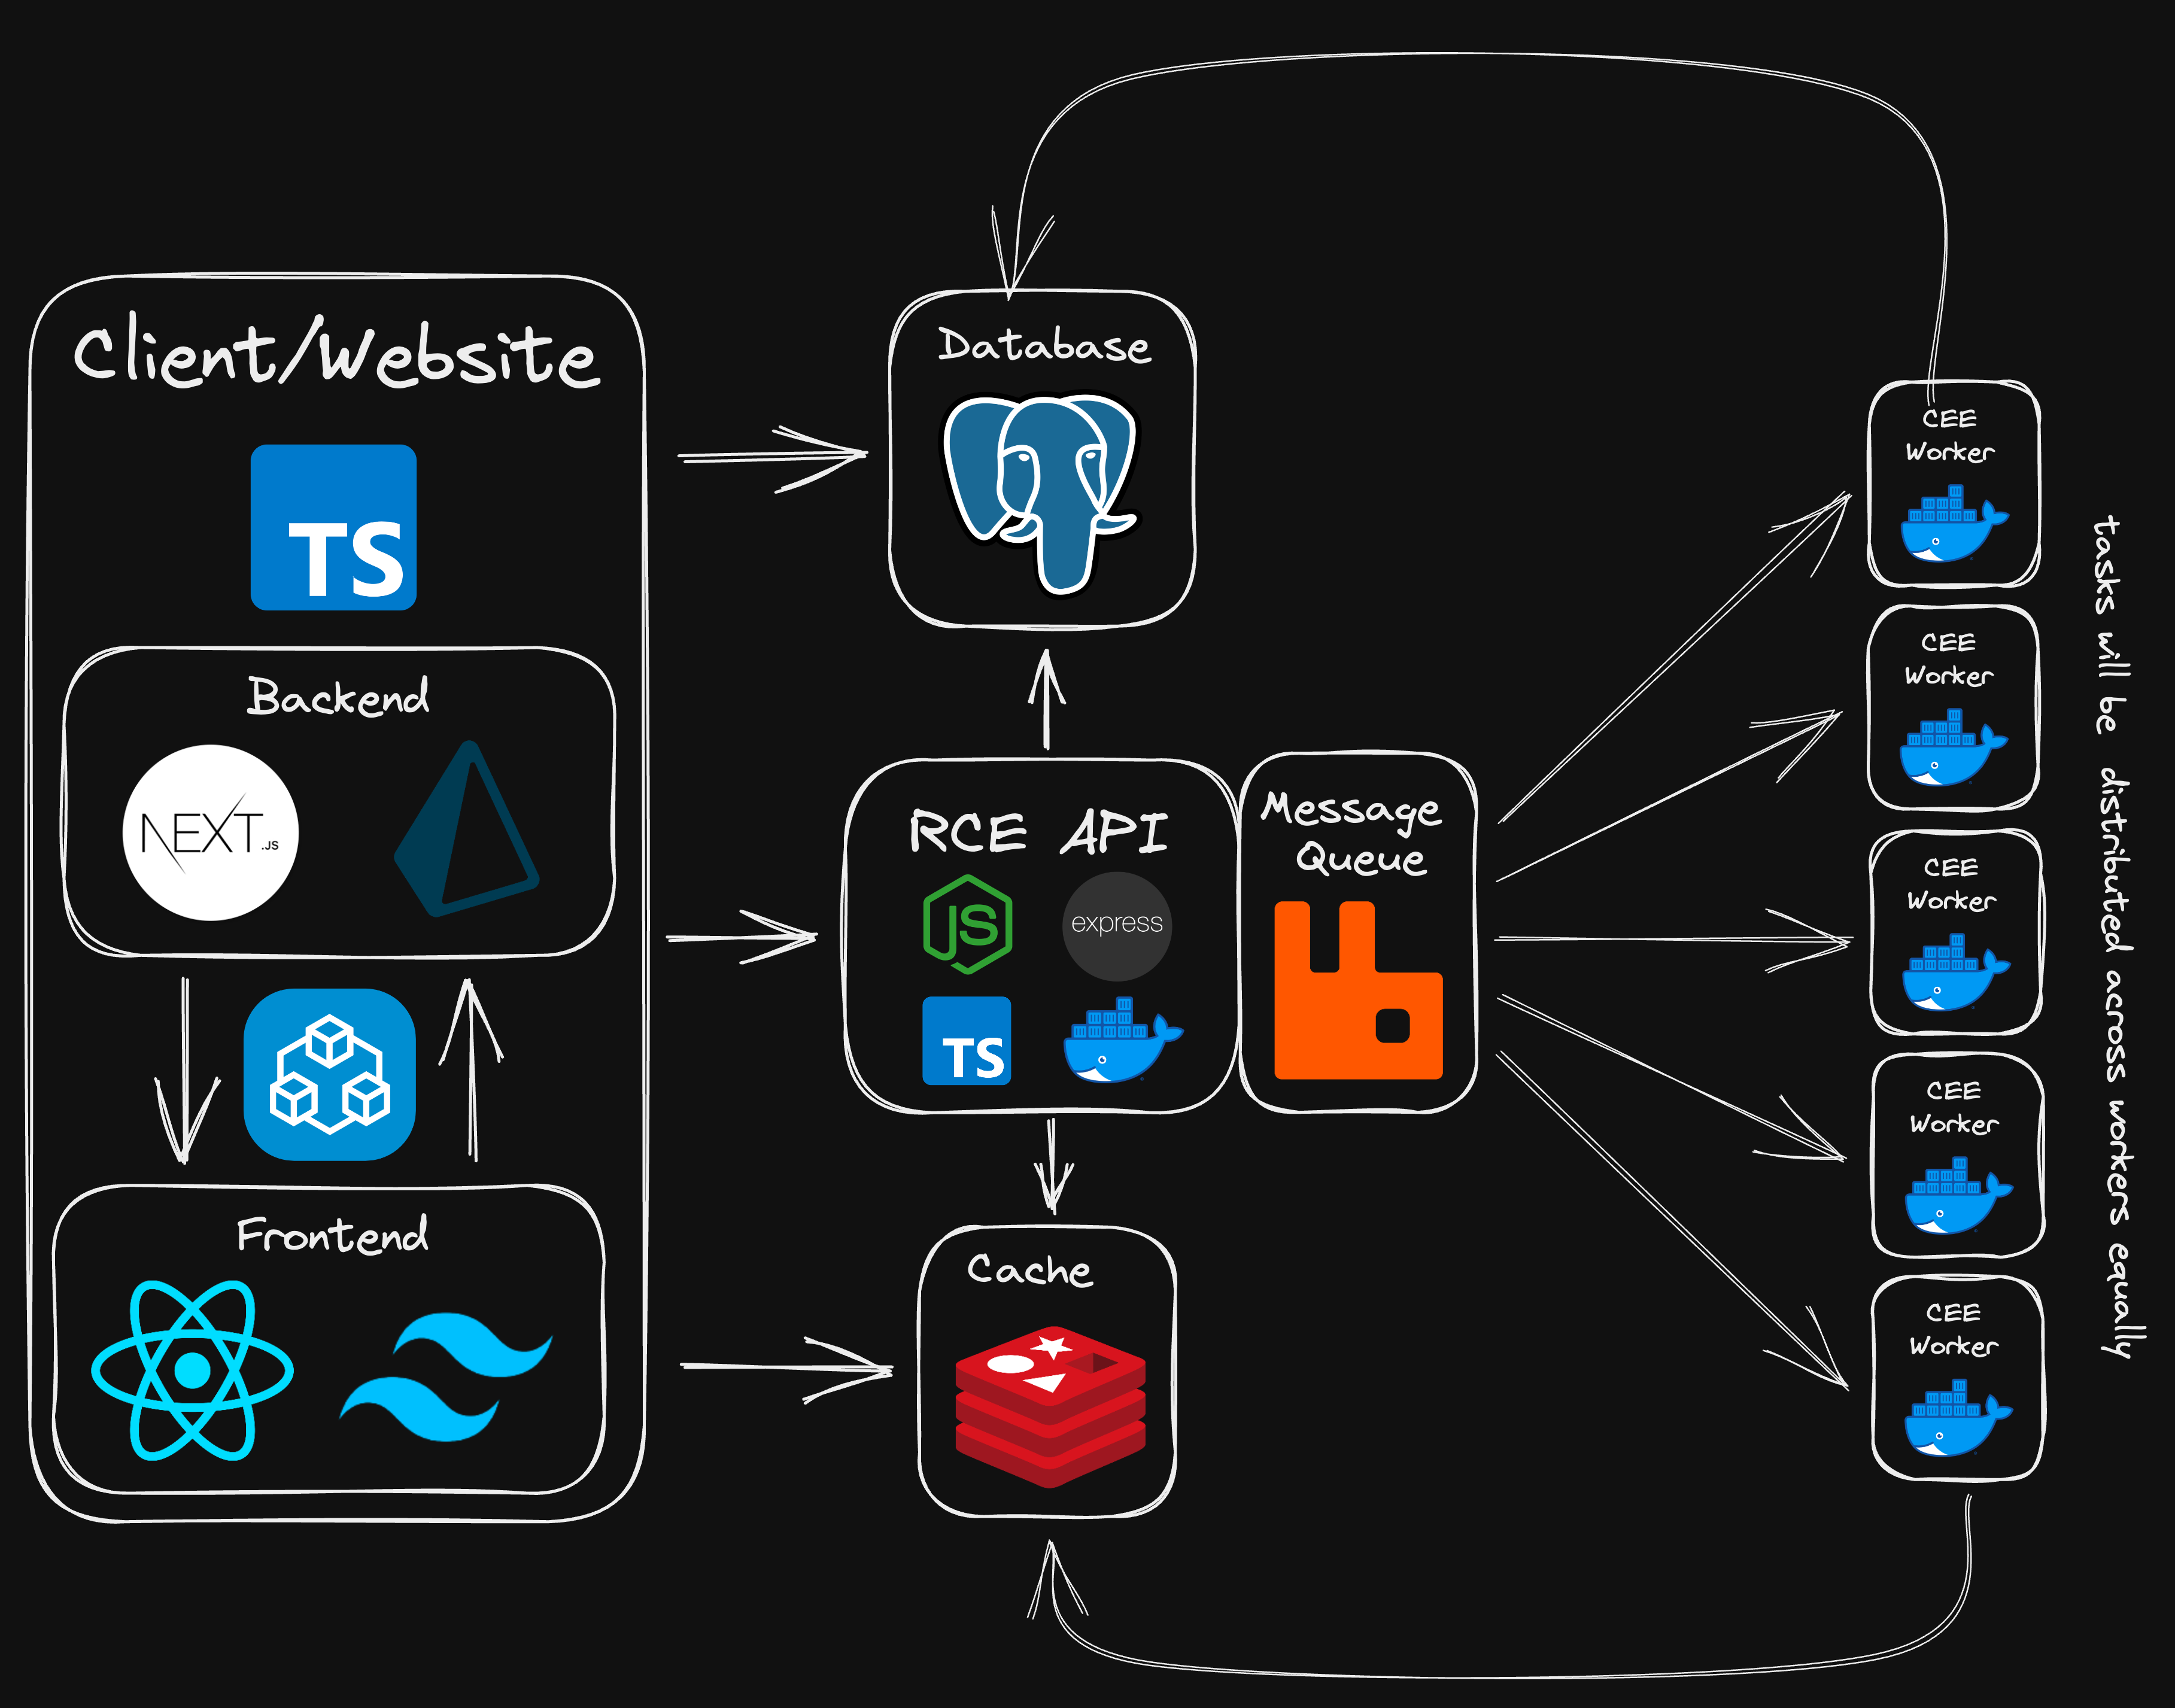 Client/Website
TS
Backend
NEXT.JS
Frontend
Database
RCE API
JS
express
TS
Message
Queue
Cache
CEE
Worker
CEE
Worker
CEE
Worker
CEE
Worker
CEE
Worker
tasks will be distributed across workers equally